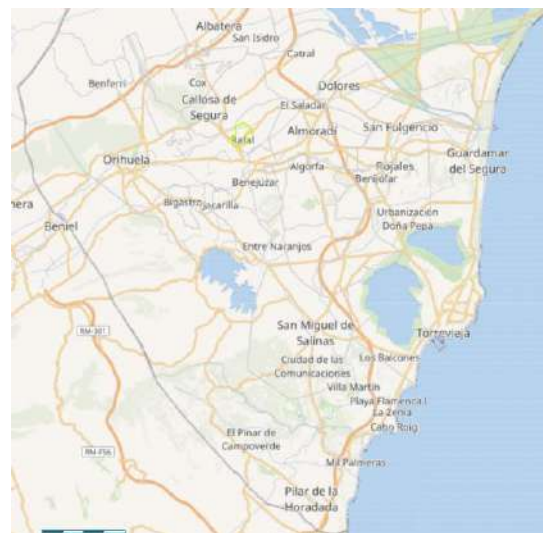 Albatera
San Isidro
Catral
Benferri
Cox
Dolores
Callosa de
Segura
El Saladar
Rafal
Almoradí
San Fulgencio
Orihuela
Guardamar
del Segura
Algorfa
Rojales
Benijófar
Benejúzar
Bigastro
Jacarilla
Urbanización
Doña Pepa
Beniel
Entre Naranjos
RM-301
San Miguel de
Salinas
Torrevieja
Ciudad de las
Comunicaciones
Los Balcones
Villa Martin
Playa Flamenca I
La Zenia
Cabo Roig
El Pinar de
Campoverde
Mil Palmeras
RM-F56
Pilar de la
Horadada